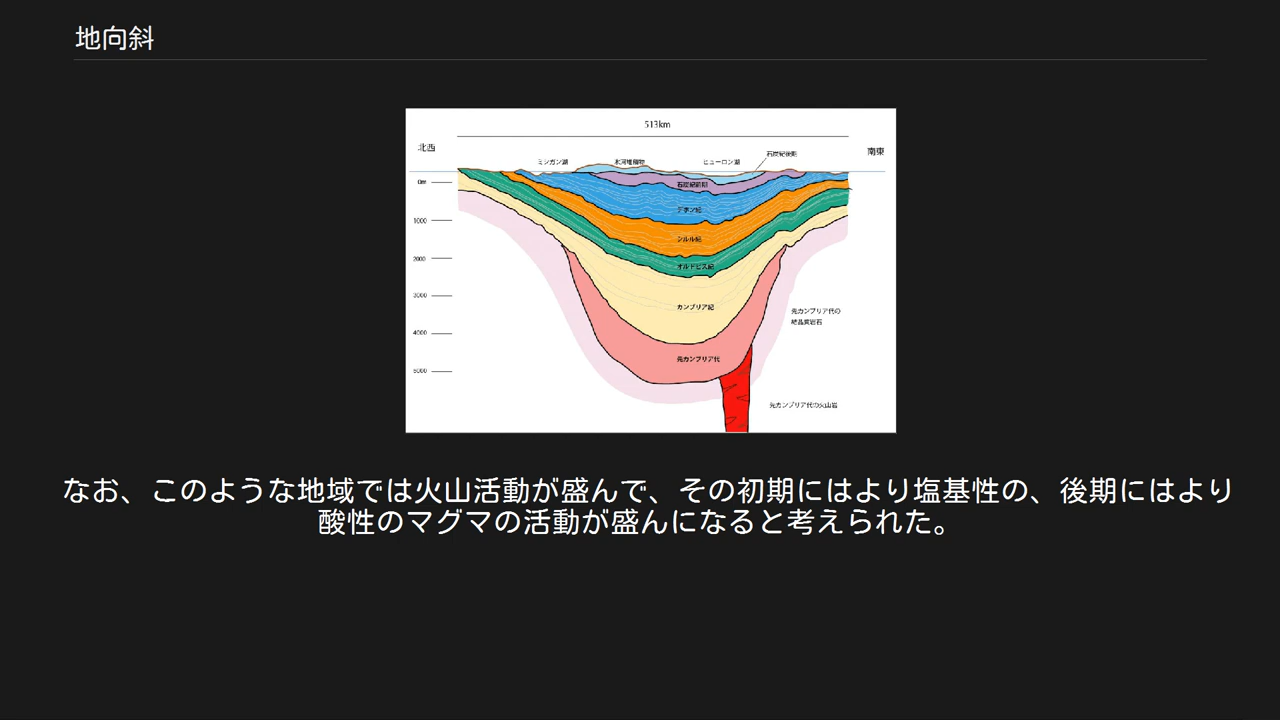 地向斜
513km
北西
南東
ミシガン湖
氷河堆積物
ヒューロン湖
石炭紀後期
0m
石炭紀前期
デボン紀
1000
シルル紀
2000
オルドビス紀
3000
カンブリア紀
先カンブリア代の
結晶質岩石
4000
先カンブリア代
5000
先カンブリア代の火山岩
なお、このような地域では火山活動が盛んで、その初期にはより塩基性の、後期にはより
酸性のマグマの活動が盛んになると考えられた。